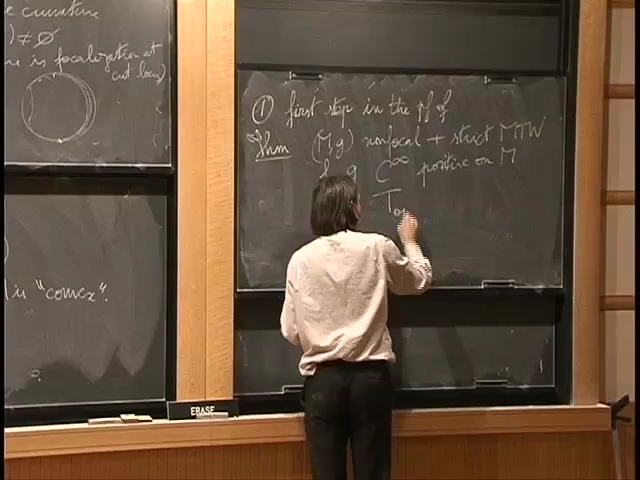 e curvature
) ≠ ∅
is focalization at
cut locus)
is "convex".
① first step in the pf of
Thm (M,g) nonfocal + strict MTW
f, g C^∞ positive on M
T
ERASE